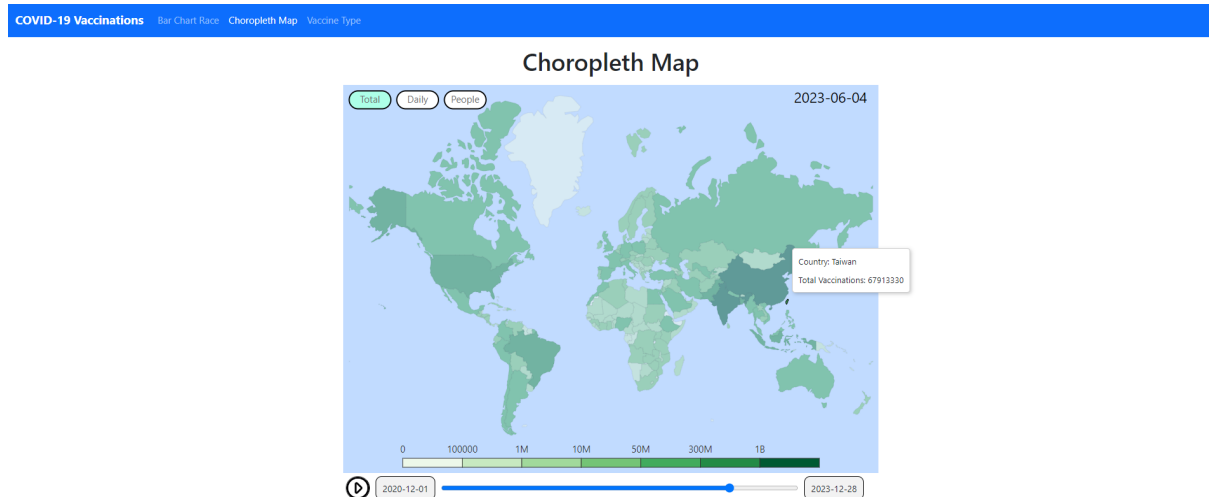 COVID-19 Vaccinations Bar Chart Race Choropleth Map Vaccine Type
Choropleth Map
Total Daily People 2023-06-04
Country: Taiwan
Total Vaccinations: 67913330
0 100000 1M 10M 50M 300M 1B
2020-12-01 2023-12-28